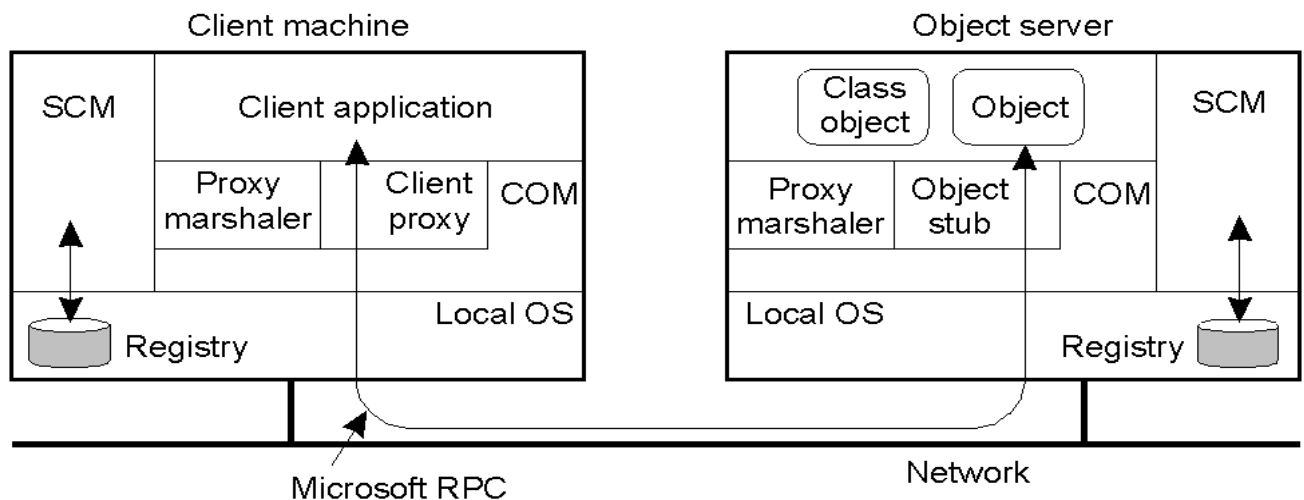 Client machine
Object server
SCM
Client application
Proxy
marshaler
Client
proxy
COM
Local OS
Registry
Class
object
Object
SCM
Proxy
marshaler
Object
stub
COM
Local OS
Registry
Network
Microsoft RPC